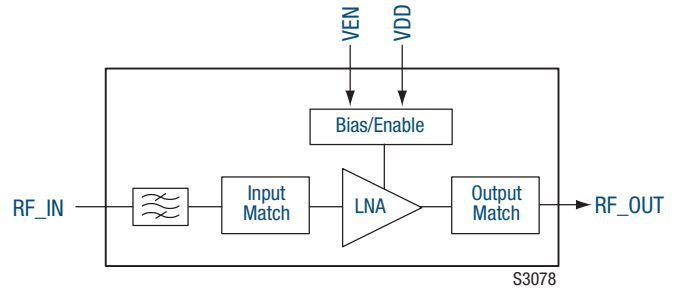 VEN
VDD
Bias/Enable
RF_IN
Input
Match
LNA
Output
Match
RF_OUT
S3078